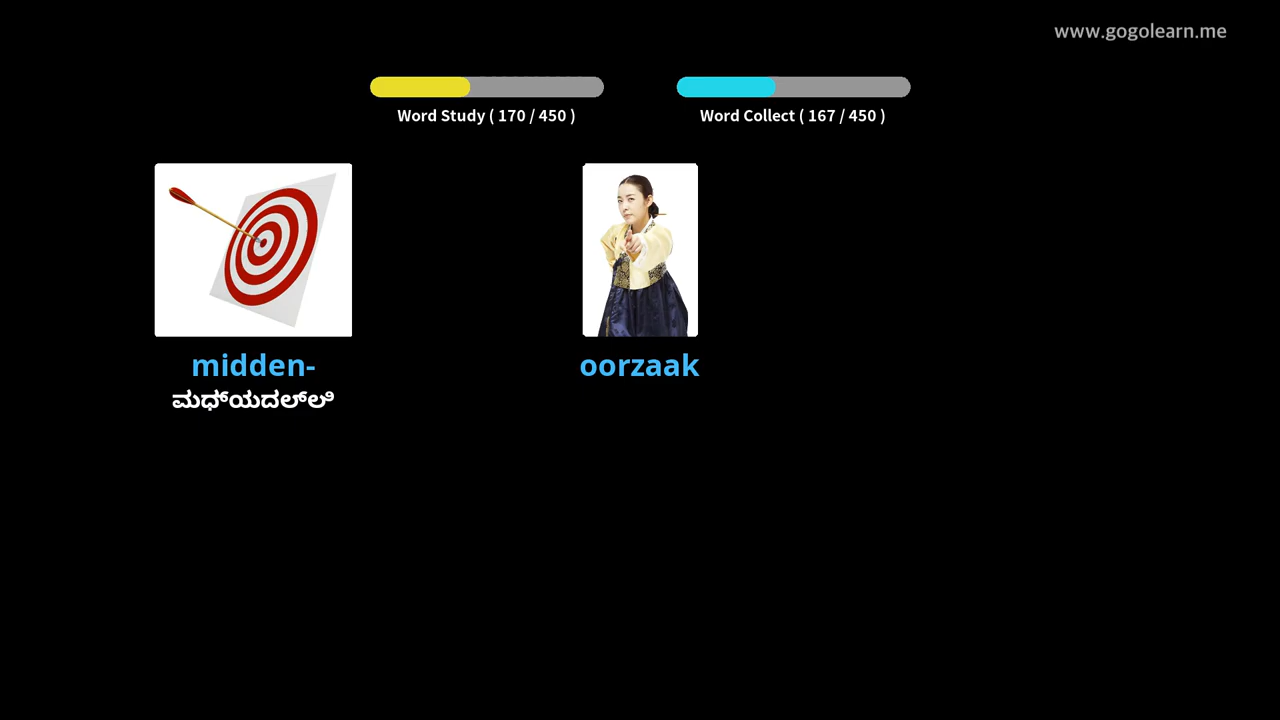 www.gogolearn.me
Word Study ( 170 / 450 )
Word Collect ( 167 / 450 )
midden-
ಮಧ್ಯದಲ್ಲಿ
oorzaak